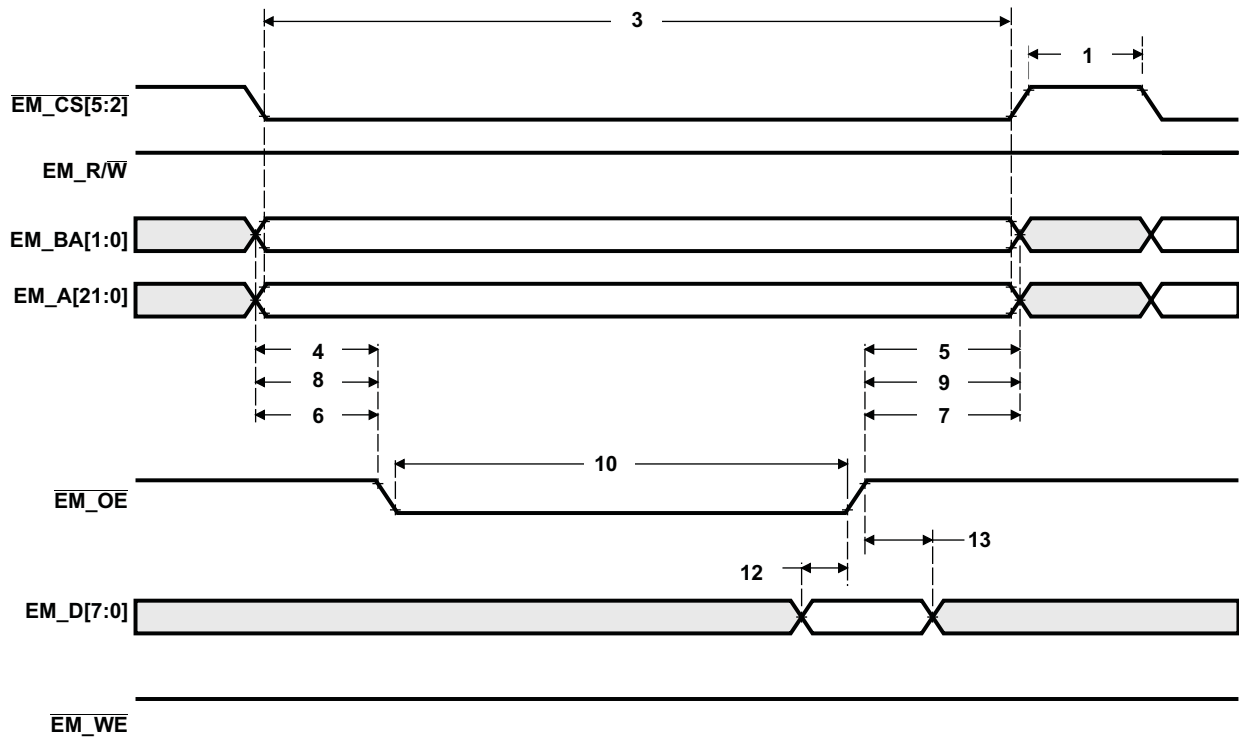 3
1
EM_CS[5:2]
EM_R/W
EM_BA[1:0]
EM_A[21:0]
4 5
8 9
6 7
10
EM_OE
13
12
EM_D[7:0]
EM_WE